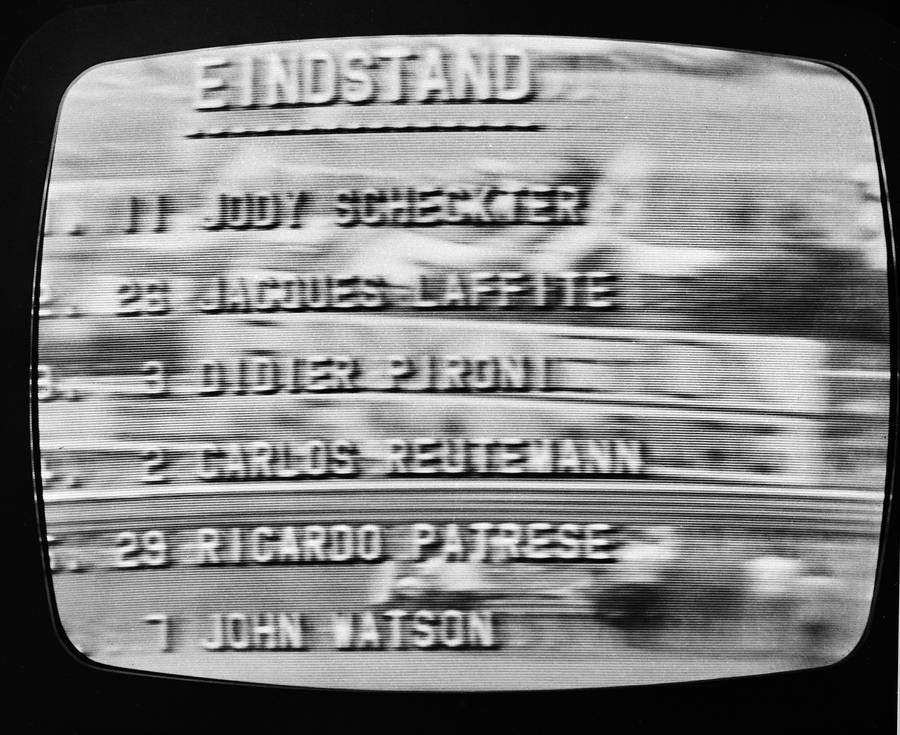 EINDSTAND
1. 11 JODY SCHECKTER
2. 26 JACQUES LAFFITE
3. 3 DIDIER PIRONI
4. 2 CARLOS REUTEMANN
5. 29 RICARDO PATRESE
7 JOHN WATSON